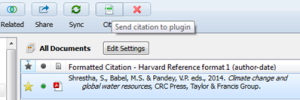 Related Share Sync Cit
Send citation to plugin
All Documents Edit Settings
Formatted Citation - Harvard Reference format 1 (author-date)
Shrestha, S., Babel, M.S. & Pandey, V.P. eds., 2014. Climate change and
global water resources, CRC Press, Taylor & Francis Group.